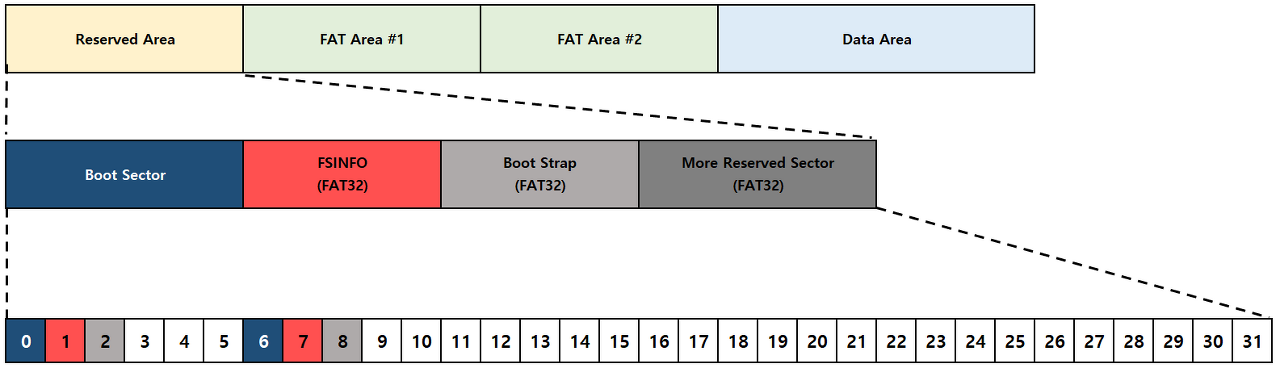 Reserved Area
FAT Area #1
FAT Area #2
Data Area
Boot Sector
FSINFO
(FAT32)
Boot Strap
(FAT32)
More Reserved Sector
(FAT32)
0 1 2 3 4 5 6 7 8 9 10 11 12 13 14 15 16 17 18 19 20 21 22 23 24 25 26 27 28 29 30 31